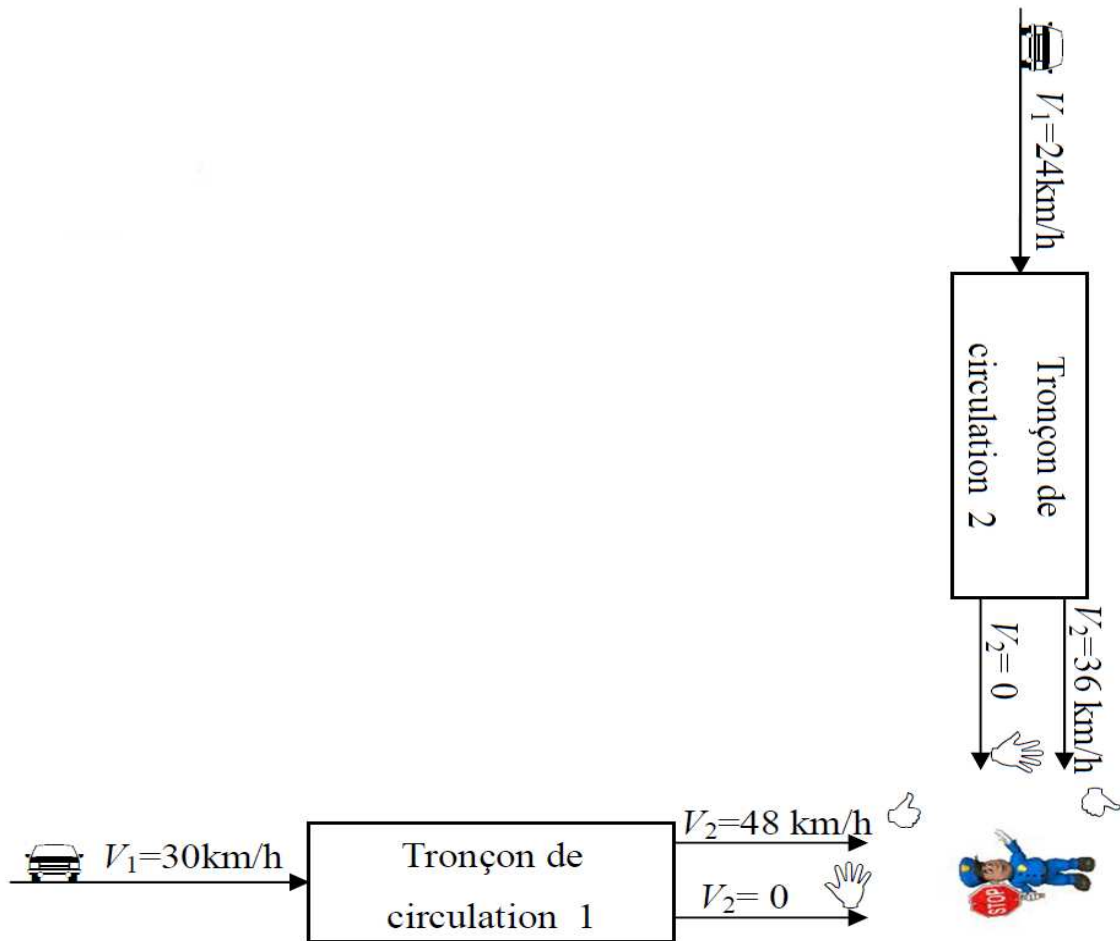 V₁=24km/h
Tronçon de
circulation 2
V₂= 0
V₂=36 km/h
V₁=30km/h
Tronçon de
circulation 1
V₂=48 km/h
V₂= 0
STOP